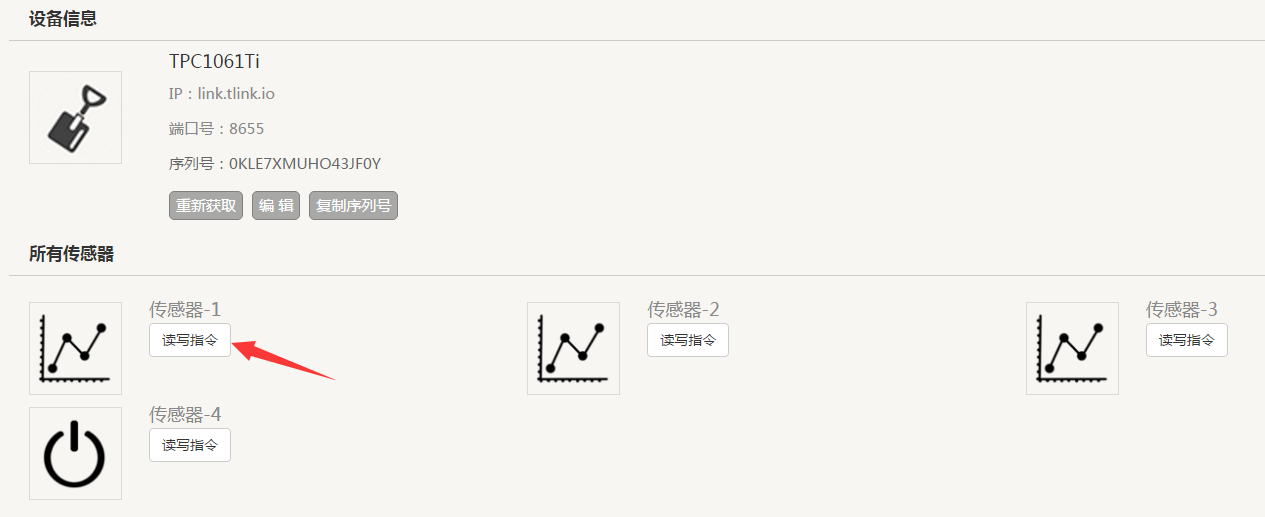 设备信息
TPC1061Ti
IP：link.tlink.io
端口号：8655
序列号：0KLE7XMUHO43JF0Y
重新获取 编 辑 复制序列号
所有传感器
传感器-1 传感器-2 传感器-3
读写指令 读写指令 读写指令
传感器-4
读写指令